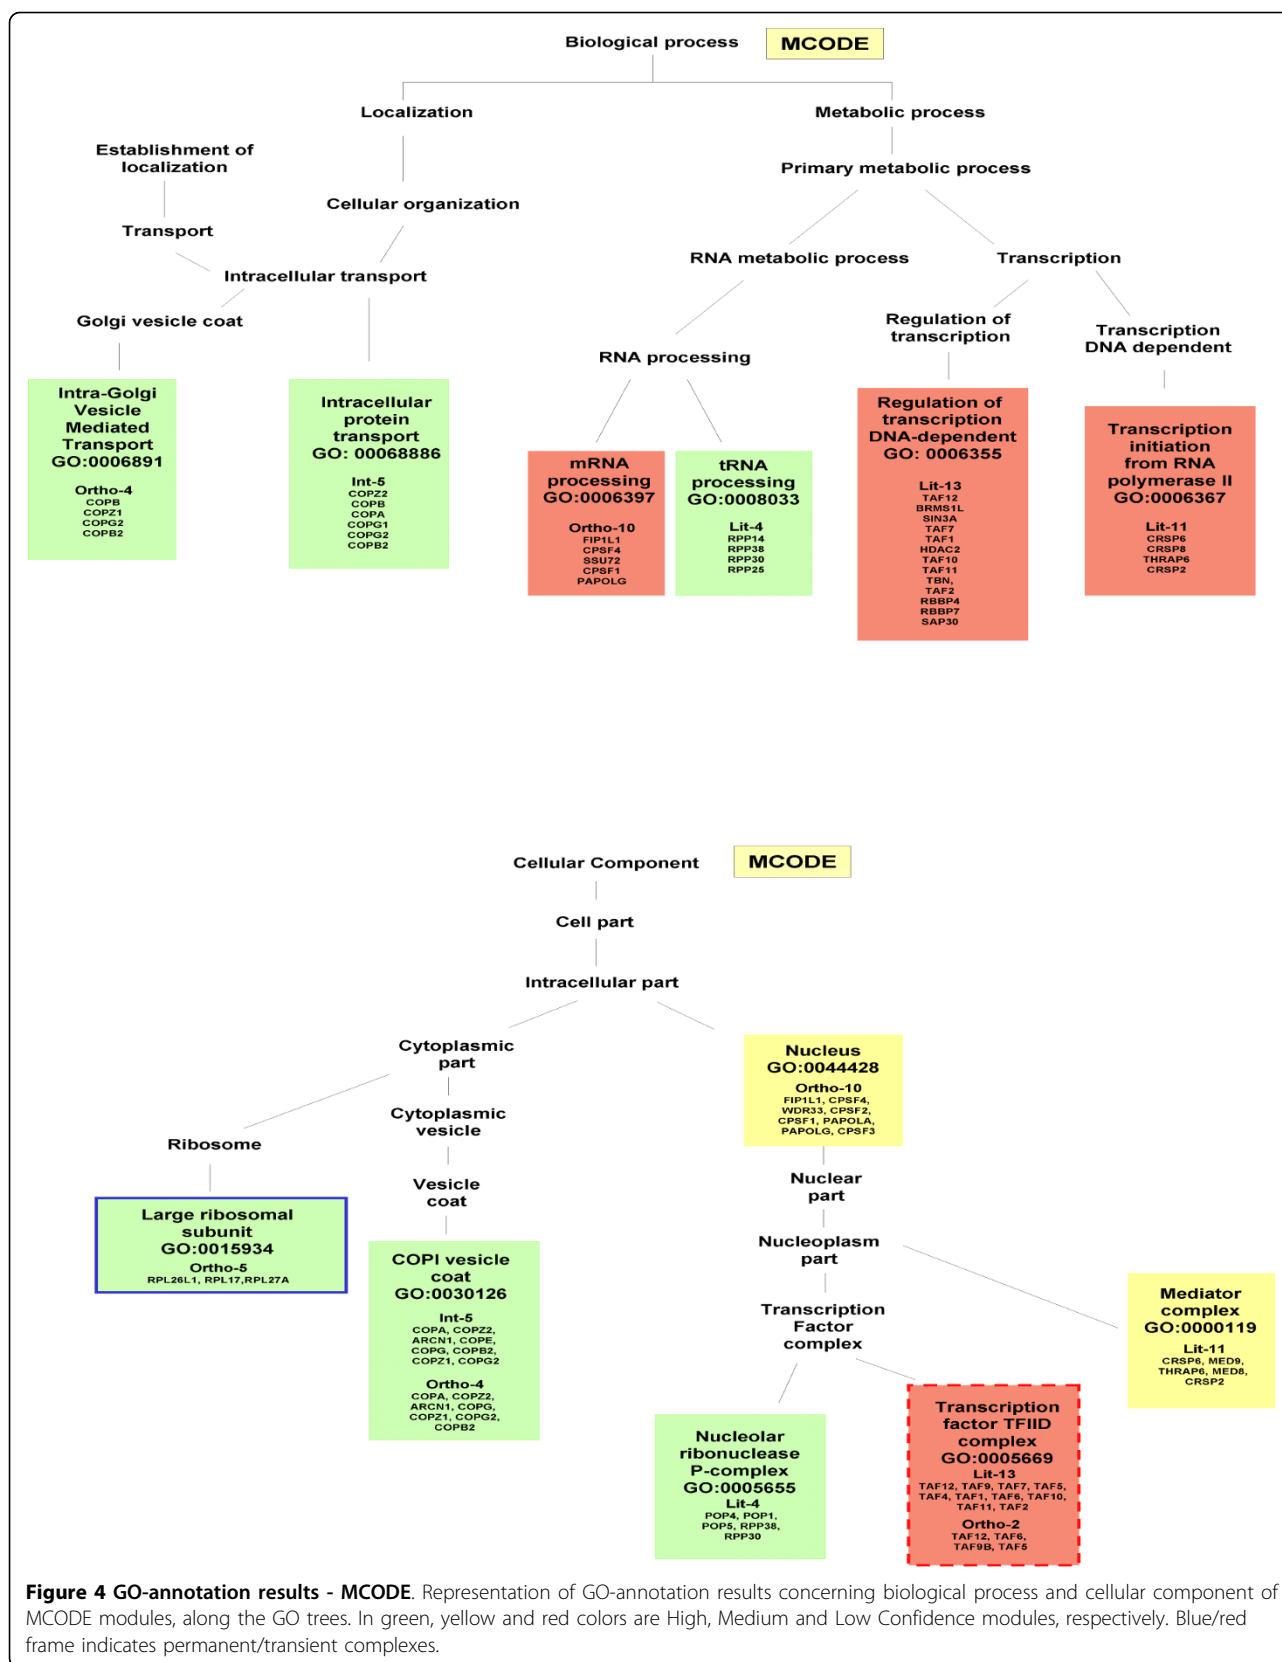 Biological process
MCODE
Localization
Metabolic process
Establishment of
localization
Primary metabolic process
Cellular organization
Transport
RNA metabolic process
Transcription
Intracellular transport
Golgi vesicle coat
Regulation of
transcription
Transcription
DNA dependent
RNA processing
Intra-Golgi
Vesicle
Mediated
Transport
GO:0006891
Ortho-4
COPB
COPZ1
COPG2
COPB2
Intracellular
protein
transport
GO: 00068886
Int-5
COPZ2
COPB
COPA
COPG1
COPG2
COPB2
mRNA
processing
GO:0006397
Ortho-10
FIP1L1
CPSF4
SSU72
CPSF1
PAPOLG
tRNA
processing
GO:0008033
Lit-4
RPP14
RPP38
RPP30
RPP25
Regulation of
transcription
DNA-dependent
GO: 0006355
Lit-13
TAF12
BRMS1L
SIN3A
TAF7
TAF1
HDAC2
TAF10
TAF11
TBN,
TAF2
RBBP4
RBBP7
SAP30
Transcription
initiation
from RNA
polymerase II
GO:0006367
Lit-11
CRSP6
CRSP8
THRAP6
CRSP2
Cellular Component
MCODE
Cell part
Intracellular part
Cytoplasmic
part
Nucleus
GO:0044428
Ortho-10
FIP1L1, CPSF4,
WDR33, CPSF2,
CPSF1, PAPOLA,
PAPOLG, CPSF3
Cytoplasmic
vesicle
Ribosome
Vesicle
coat
Nuclear
part
Large ribosomal
subunit
GO:0015934
Ortho-5
RPL26L1, RPL17,RPL27A
Nucleoplasm
part
COPI vesicle
coat
GO:0030126
Int-5
COPA, COPZ2,
ARCN1, COPE,
COPG, COPB2,
COPZ1, COPG2
Ortho-4
COPA, COPZ2,
ARCN1, COPG,
COPZ1, COPG2,
COPB2
Transcription
Factor
complex
Mediator
complex
GO:0000119
Lit-11
CRSP6, MED9,
THRAP6, MED8,
CRSP2
Nucleolar
ribonuclease
P-complex
GO:0005655
Lit-4
POP4, POP1,
POP5, RPP38,
RPP30
Transcription
factor TFIID
complex
GO:0005669
Lit-13
TAF12, TAF9, TAF7, TAF5,
TAF4, TAF1, TAF6, TAF10,
TAF11, TAF2
Ortho-2
TAF12, TAF6,
TAF9B, TAF5
Figure 4 GO-annotation results - MCODE. Representation of GO-annotation results concerning biological process and cellular component of
MCODE modules, along the GO trees. In green, yellow and red colors are High, Medium and Low Confidence modules, respectively. Blue/red
frame indicates permanent/transient complexes.